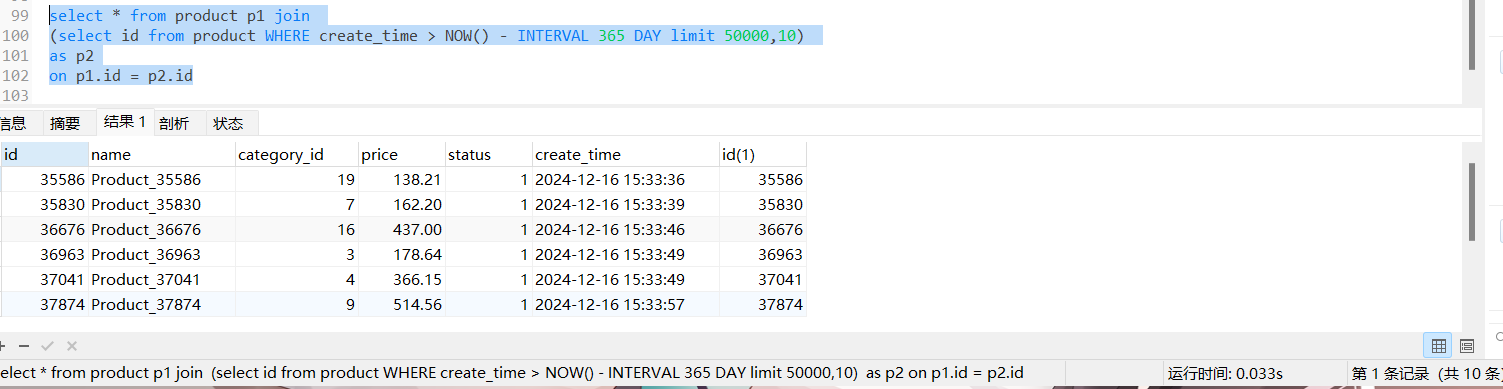 99 select * from product p1 join
100 (select id from product WHERE create_time > NOW() - INTERVAL 365 DAY limit 50000,10)
101 as p2
102 on p1.id = p2.id
103
信息 摘要 结果 1 剖析 状态
id name category_id price status create_time id(1)
35586 Product_35586 19 138.21 1 2024-12-16 15:33:36 35586
35830 Product_35830 7 162.20 1 2024-12-16 15:33:39 35830
36676 Product_36676 16 437.00 1 2024-12-16 15:33:46 36676
36963 Product_36963 3 178.64 1 2024-12-16 15:33:49 36963
37041 Product_37041 4 366.15 1 2024-12-16 15:33:49 37041
37874 Product_37874 9 514.56 1 2024-12-16 15:33:57 37874
elect * from product p1 join (select id from product WHERE create_time > NOW() - INTERVAL 365 DAY limit 50000,10) as p2 on p1.id = p2.id 运行时间: 0.033s 第 1 条记录 (共 10 条